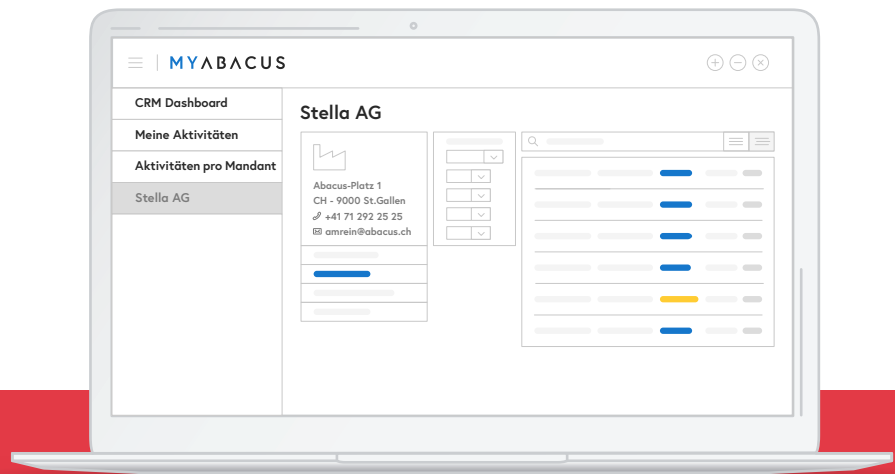 MYABACUS
CRM Dashboard
Meine Aktivitäten
Aktivitäten pro Mandant
Stella AG
Stella AG
Abacus-Platz 1
CH - 9000 St.Gallen
+41 71 292 25 25
amrein@abacus.ch